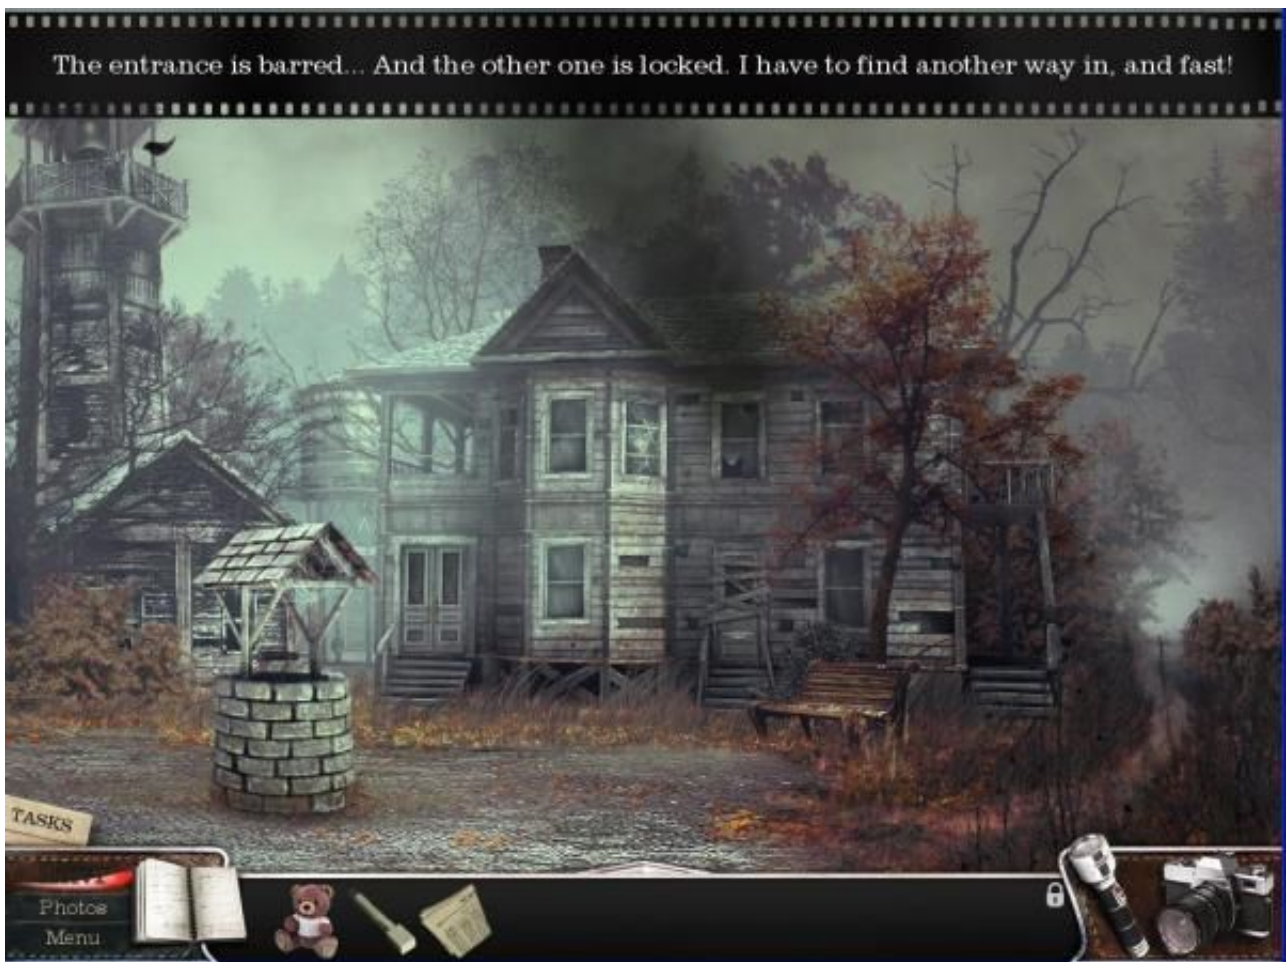 The entrance is barred... And the other one is locked. I have to find another way in, and fast!
TASKS
Photos
Menu